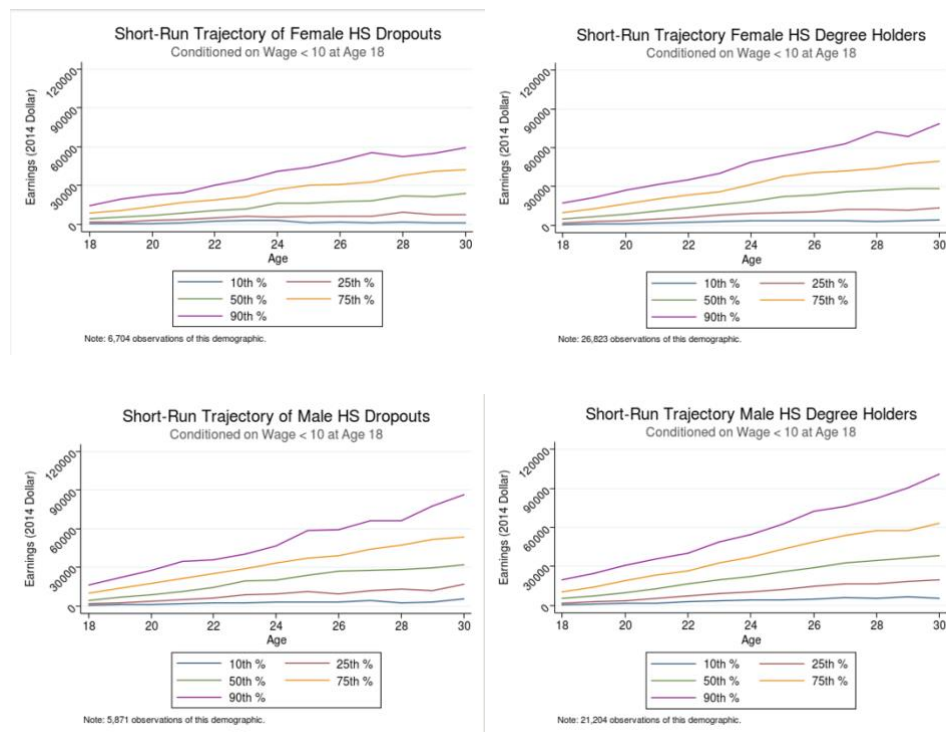 Short-Run Trajectory of Female HS Dropouts
Conditioned on Wage < 10 at Age 18
Earnings (2014 Dollar)
120000
90000
60000
30000
0
18 20 22 24 26 28 30
Age
10th % 25th %
50th % 75th %
90th %
Note: 6,704 observations of this demographic.
Short-Run Trajectory Female HS Degree Holders
Conditioned on Wage < 10 at Age 18
Earnings (2014 Dollar)
120000
90000
60000
30000
0
18 20 22 24 26 28 30
Age
10th % 25th %
50th % 75th %
90th %
Note: 26,823 observations of this demographic.
Short-Run Trajectory of Male HS Dropouts
Conditioned on Wage < 10 at Age 18
Earnings (2014 Dollar)
120000
90000
60000
30000
0
18 20 22 24 26 28 30
Age
10th % 25th %
50th % 75th %
90th %
Note: 5,871 observations of this demographic.
Short-Run Trajectory Male HS Degree Holders
Conditioned on Wage < 10 at Age 18
Earnings (2014 Dollar)
120000
90000
60000
30000
0
18 20 22 24 26 28 30
Age
10th % 25th %
50th % 75th %
90th %
Note: 21,204 observations of this demographic.